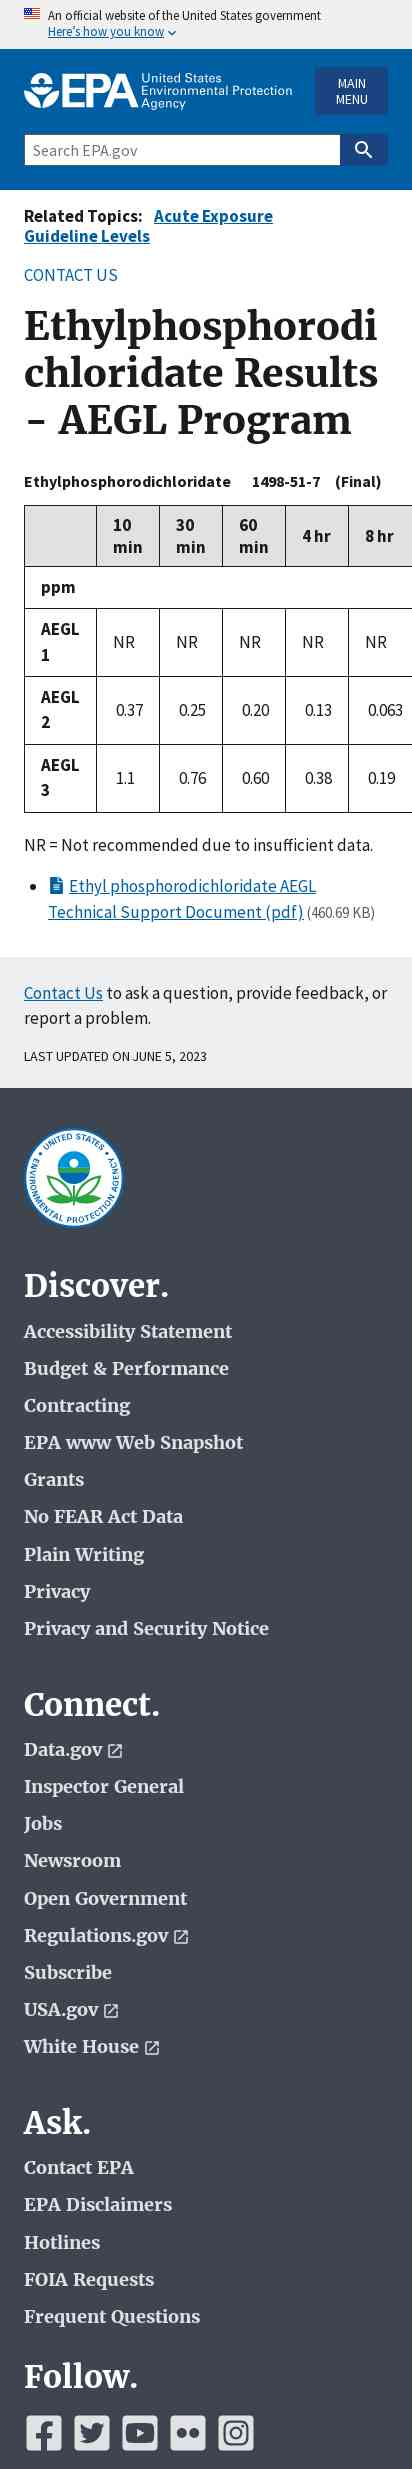 An official website of the United States government
Here's how you know
EPA United States
Environmental Protection
Agency
MAIN
MENU
Search EPA.gov
Related Topics: Acute Exposure
Guideline Levels
CONTACT US
Ethylphosphorodi
chloridate Results
- AEGL Program
Ethylphosphorodichloridate 1498-51-7 (Final)
10 min 30 min 60 min 4 hr 8 hr
ppm
AEGL 1 NR NR NR NR NR
AEGL 2 0.37 0.25 0.20 0.13 0.063
AEGL 3 1.1 0.76 0.60 0.38 0.19
NR = Not recommended due to insufficient data.
Ethyl phosphorodichloridate AEGL
Technical Support Document (pdf) (460.69 KB)
Contact Us to ask a question, provide feedback, or
report a problem.
LAST UPDATED ON JUNE 5, 2023
UNITED STATES ENVIRONMENTAL PROTECTION AGENCY
Discover.
Accessibility Statement
Budget & Performance
Contracting
EPA www Web Snapshot
Grants
No FEAR Act Data
Plain Writing
Privacy
Privacy and Security Notice
Connect.
Data.gov
Inspector General
Jobs
Newsroom
Open Government
Regulations.gov
Subscribe
USA.gov
White House
Ask.
Contact EPA
EPA Disclaimers
Hotlines
FOIA Requests
Frequent Questions
Follow.